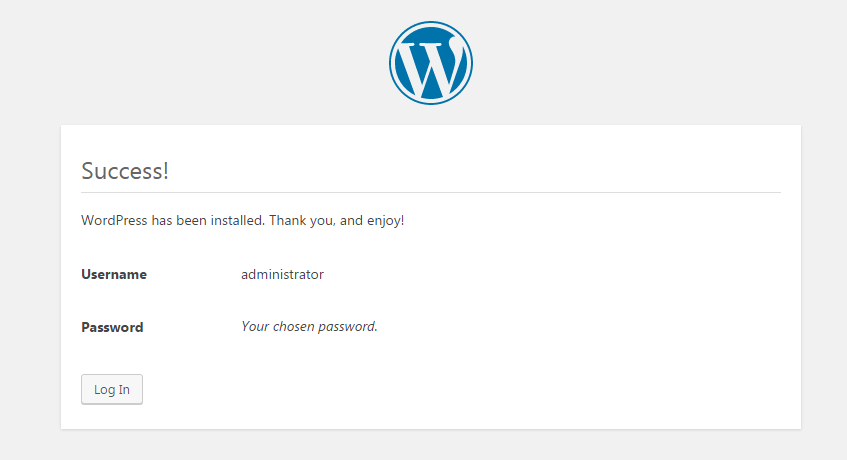 Success!
WordPress has been installed. Thank you, and enjoy!
Username administrator
Password Your chosen password.
Log In